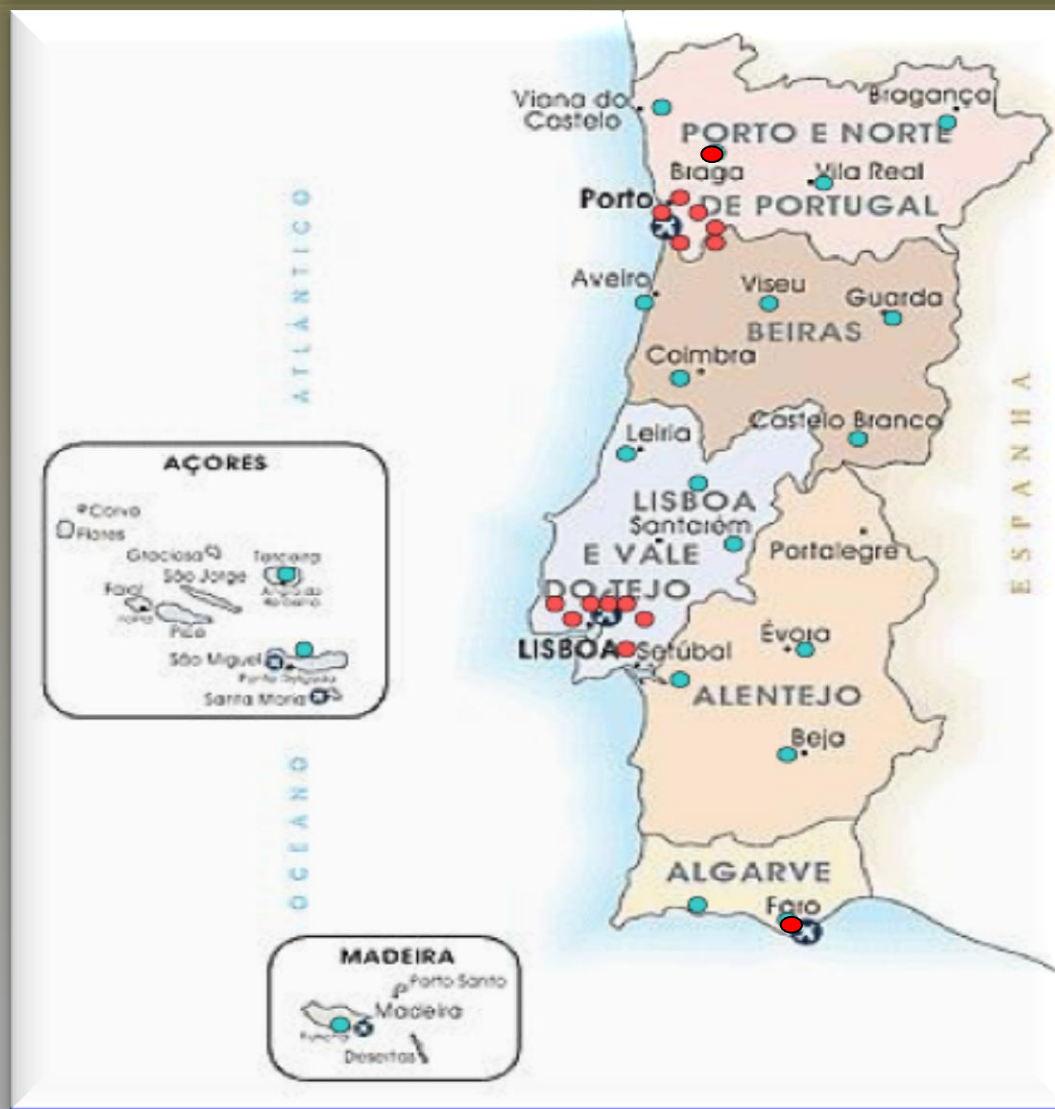 Viana do
Castelo
Bragança
PORTO E NORTE
Braga
Vila Real
Porto
DE PORTUGAL
Aveiro
Viseu
Guarda
BEIRAS
Coimbra
Castelo Branco
Leiria
LISBOA
Santarém
E VALE
Portalegre
DO TEJO
LISBOA
Setúbal
Évora
ALENTEJO
Beja
ALGARVE
Faro
ATLÂNTICO
OCEANO
ESPANHA
AÇORES
Corvo
Flores
Graciosa
Terceira
São Jorge
Faial
Pico
São Miguel
Ponta Delgada
Santa Maria
MADEIRA
Porto Santo
Madeira
Funchal
Desertas